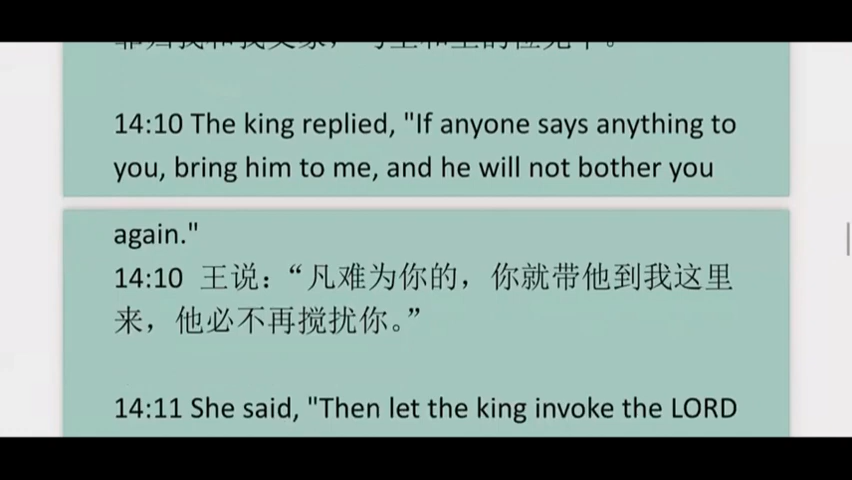 14:10 The king replied, "If anyone says anything to
you, bring him to me, and he will not bother you
again."
14:10 王说：“凡难为你的，你就带他到我这里
来，他必不再搅扰你。”
14:11 She said, "Then let the king invoke the LORD